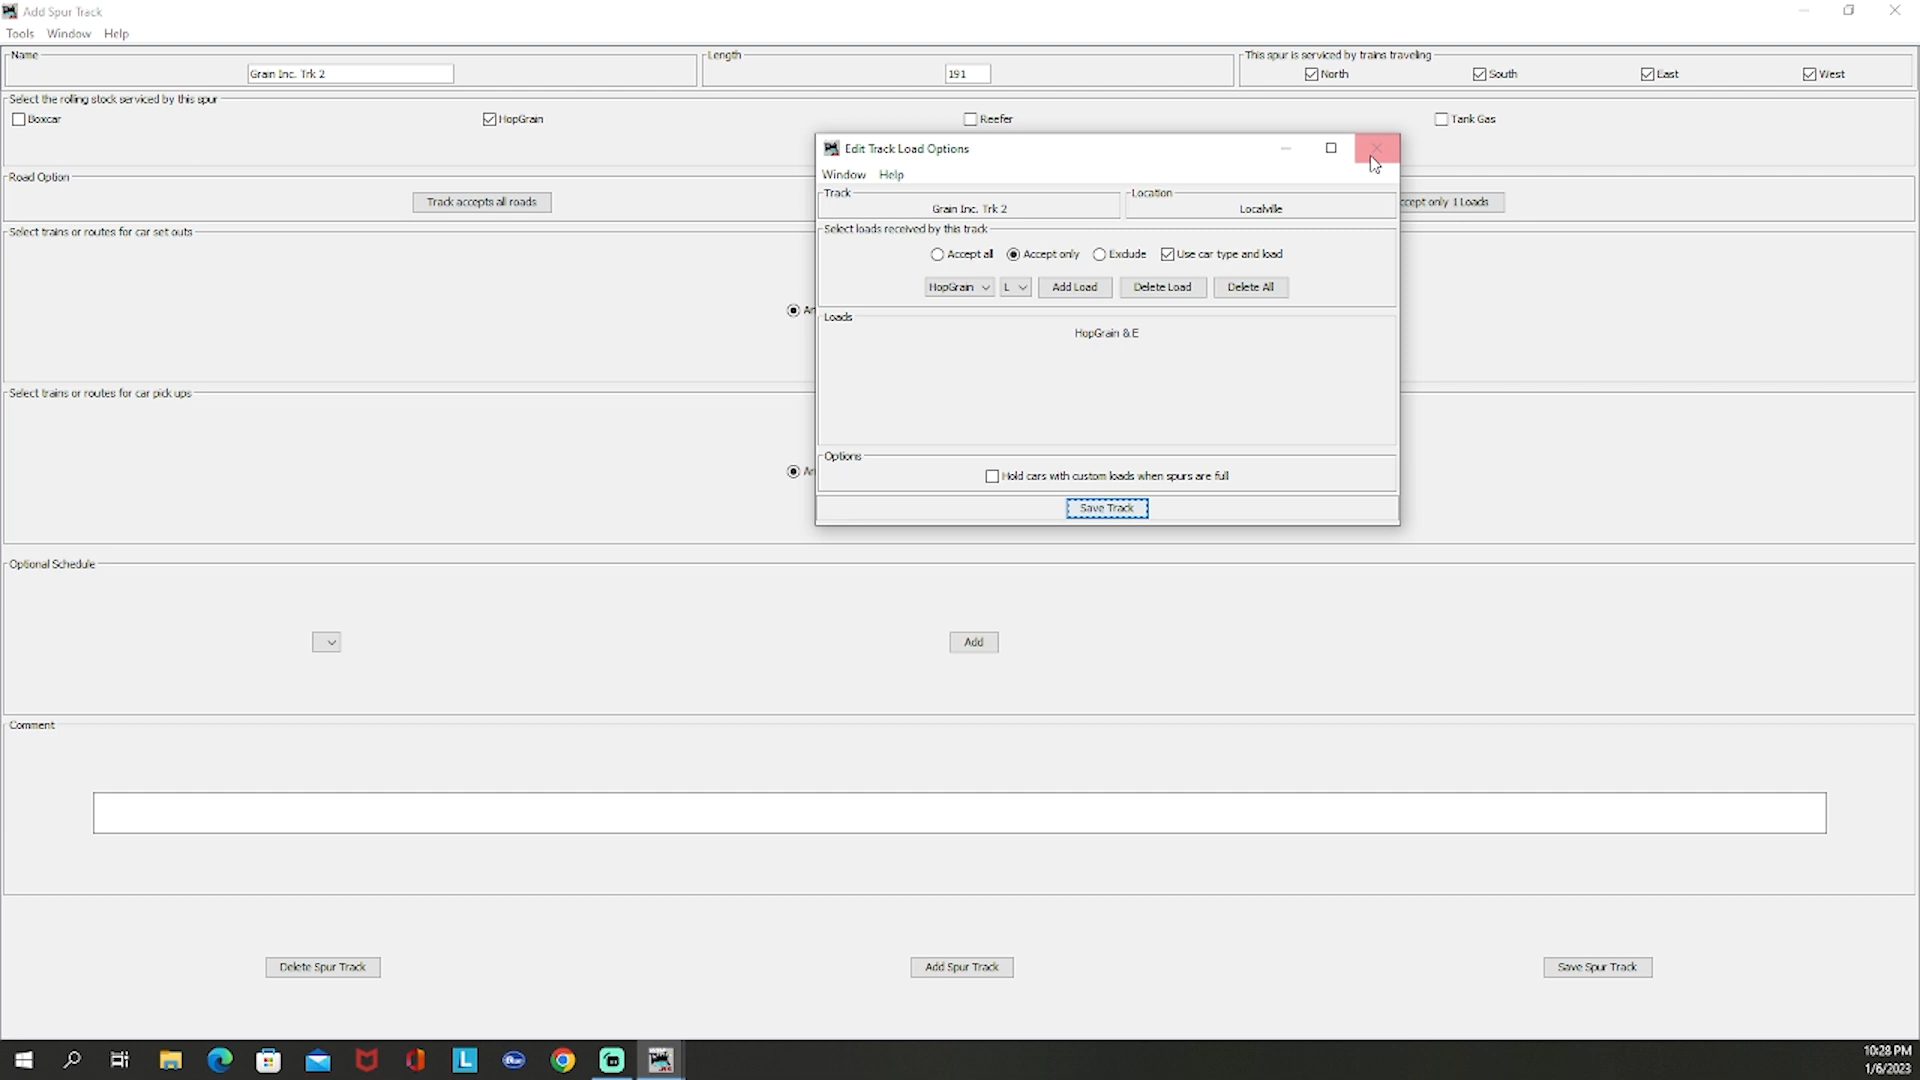 Add Spur Track
Tools Window Help
Name
Grain Inc. Trk 2
Length
191
This spur is serviced by trains traveling
North South East West
Select the rolling stock serviced by this spur
Boxcar HopGrain Reefer Tank Gas
Road Option
Track accepts all roads
ccept only 1 Loads
Select trains or routes for car set outs
Select trains or routes for car pick ups
Edit Track Load Options
Window Help
Track
Grain Inc. Trk 2
Location
Localville
Select loads received by this track
Accept all Accept only Exclude Use car type and load
HopGrain L Add Load Delete Load Delete All
Loads
HopGrain & E
Options
Hold cars with custom loads when spurs are full
Save Track
Optional Schedule
Add
Comment
Delete Spur Track Add Spur Track Save Spur Track
10:28 PM
1/6/2023